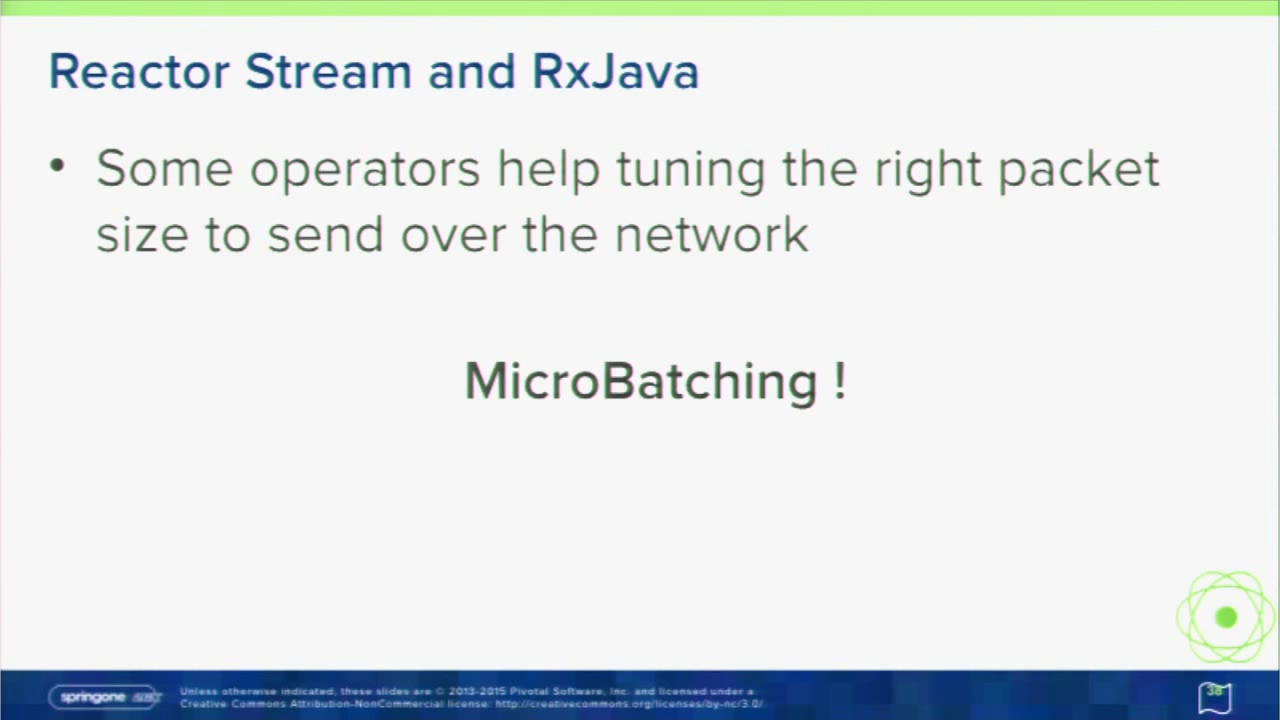 Reactor Stream and RxJava
• Some operators help tuning the right packet
size to send over the network
MicroBatching !
springone
Unless otherwise indicated, these slides are © 2013-2015 Pivotal Software, Inc. and licensed under a
Creative Commons Attribution-NonCommercial license: http://creativecommons.org/licenses/by-nc/3.0/
38